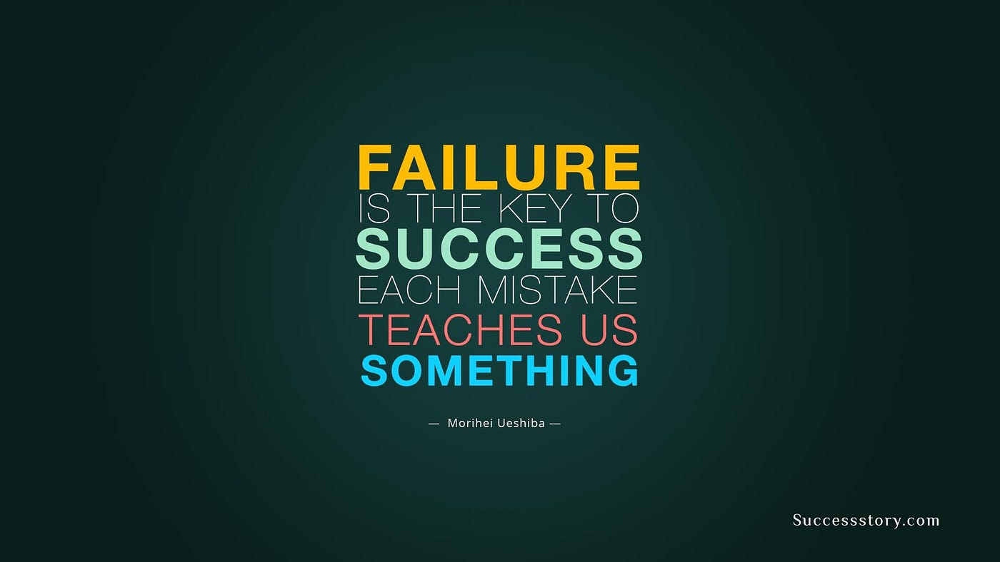 FAILURE
IS THE KEY TO
SUCCESS
EACH MISTAKE
TEACHES US
SOMETHING
— Morihei Ueshiba —
Successstory.com